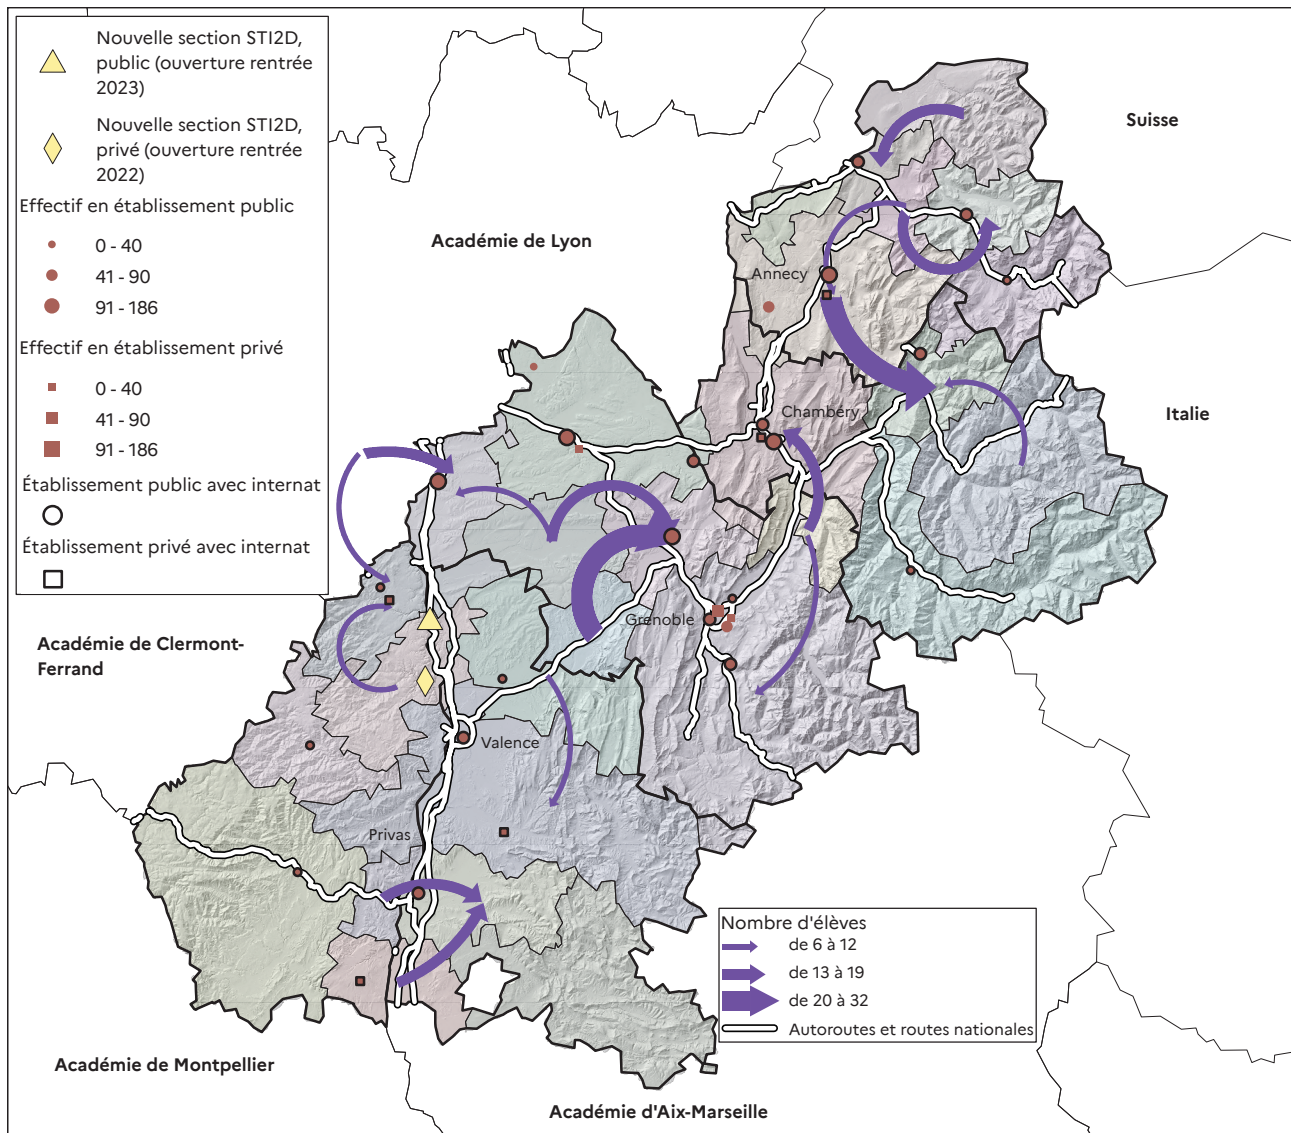 Nouvelle section STI2D,
public (ouverture rentrée
2023)
Nouvelle section STI2D,
privé (ouverture rentrée
2022)
Effectif en établissement public
0 - 40
41 - 90
91 - 186
Effectif en établissement privé
0 - 40
41 - 90
91 - 186
Établissement public avec internat
Établissement privé avec internat
Suisse
Académie de Lyon
Annecy
Italie
Chambéry
Grenoble
Académie de Clermont-
Ferrand
Valence
Privas
Nombre d'élèves
de 6 à 12
de 13 à 19
de 20 à 32
Autoroutes et routes nationales
Académie de Montpellier
Académie d'Aix-Marseille